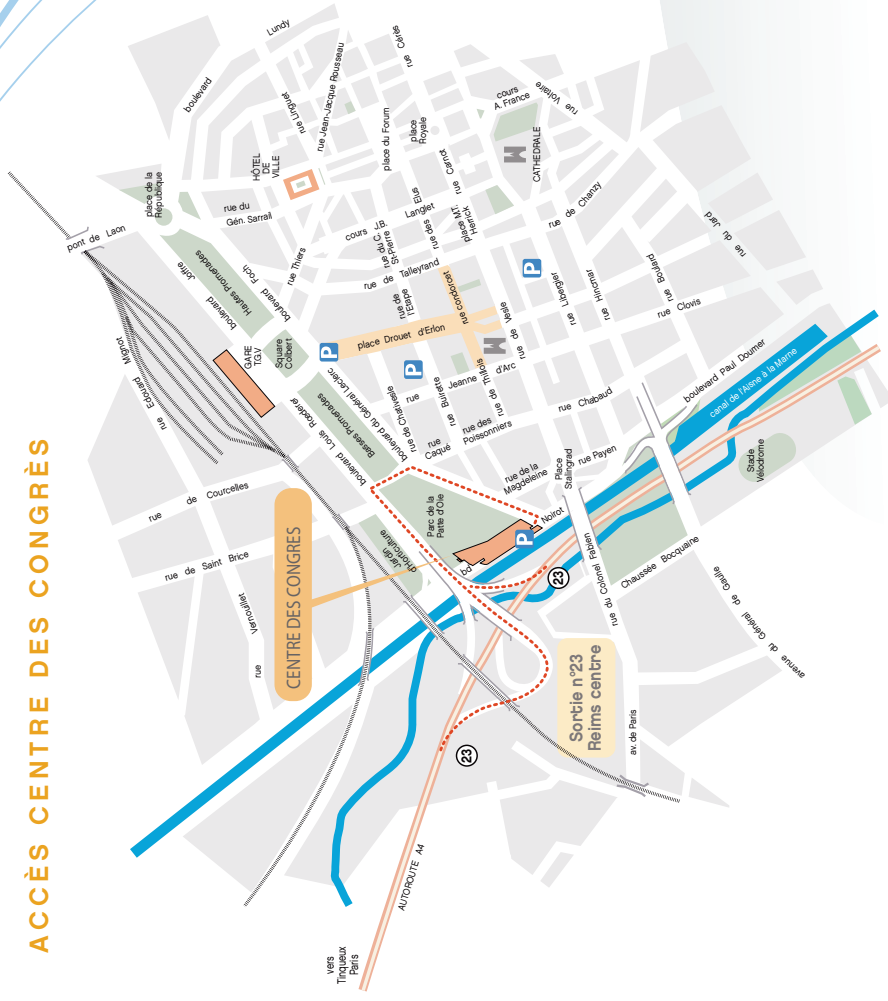 ACCÈS CENTRE DES CONGRÈS
Lundy
boulevard
rue Linguet
rue Jean-Jacque Rousseau
rue Cérès
cours
A. France
rue Voltaire
place du Forum
place
Royale
HÔTEL
DE
VILLE
place de la
République
pont de Laon
rue du
Gén. Sarrail
cours J.B. Langlet
rue du C.
St-Pierre
rue des Elus
rue Carnot
place MT.
Herrick
M
CATHEDRALE
rue de Chanzy
rue du Jard
Joffre
boulevard
Hautes Promenades
boulevard Foch
rue Thiers
rue de Talleyrand
rue de
l'Etape
rue condorcet
P
rue Libergier
rue Hincmar
rue Boulard
rue Clovis
rue Edouard Mignot
GARE
T.G.V
Square
Colbert
P
place Drouet d'Erlon
M
rue de Vesle
P
rue de Thillois
rue Jeanne d'Arc
rue Buirette
boulevard Louis Roederer
Basses Promenades
boulevard du Général Leclerc
rue de Chativesle
rue
Caqué
rue des
Poissonniers
rue Chabaud
boulevard Paul Doumer
canal de l'Aisne à la Marne
rue de la
Magdeleine
Place
Stalingrad
rue Payen
Stade
Vélodrome
rue de Courcelles
rue de Saint Brice
rue Vernouillet
Parc de la
Patte d'Oie
Jardin
d'Horticulture
CENTRE DES CONGRES
bd
P
Noirot
23
rue du Colonel Fabien
Chaussée Bocquaine
avenue du Général de Gaulle
Sortie n°23
Reims centre
av. de Paris
23
AUTOROUTE A4
vers
Tinqueux
Paris